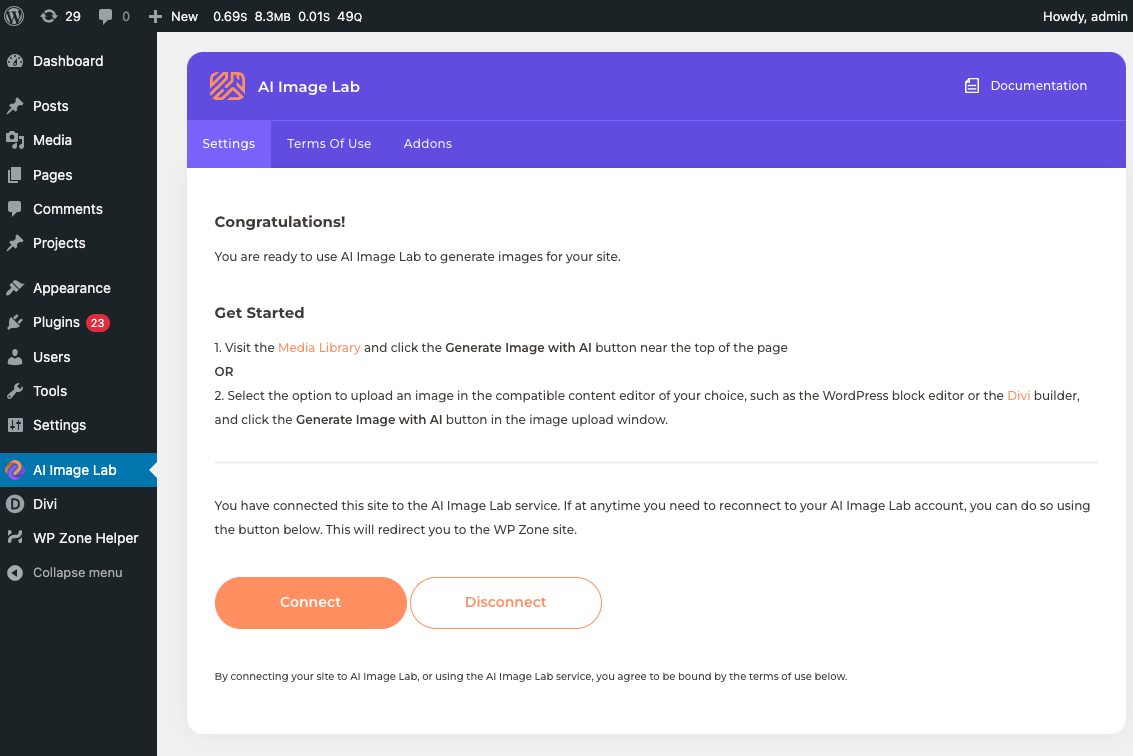 29 0 New 0.69s 8.3MB 0.01s 49Q Howdy, admin
Dashboard
Posts
Media
Pages
Comments
Projects
Appearance
Plugins 23
Users
Tools
Settings
AI Image Lab
Divi
WP Zone Helper
Collapse menu
AI Image Lab
Documentation
Settings Terms Of Use Addons
Congratulations!
You are ready to use AI Image Lab to generate images for your site.
Get Started
1. Visit the Media Library and click the Generate Image with AI button near the top of the page
OR
2. Select the option to upload an image in the compatible content editor of your choice, such as the WordPress block editor or the Divi builder,
and click the Generate Image with AI button in the image upload window.
You have connected this site to the AI Image Lab service. If at anytime you need to reconnect to your AI Image Lab account, you can do so using
the button below. This will redirect you to the WP Zone site.
Connect Disconnect
By connecting your site to AI Image Lab, or using the AI Image Lab service, you agree to be bound by the terms of use below.